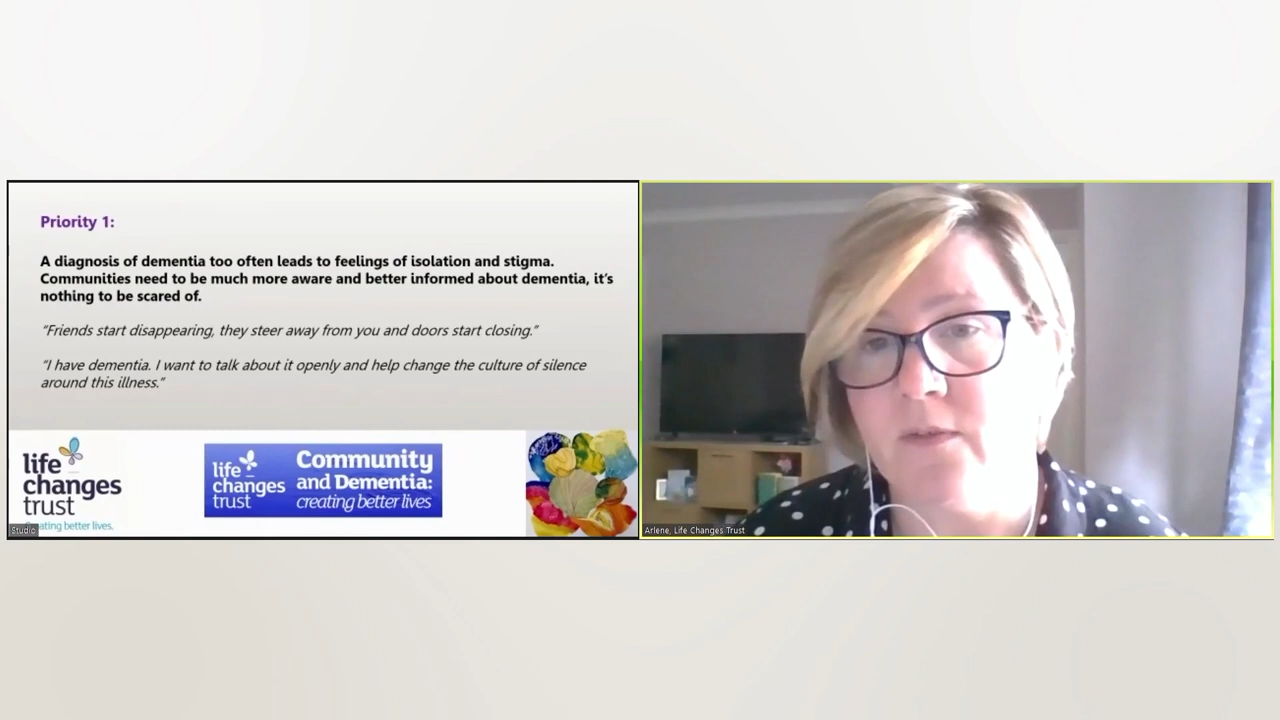 Priority 1:
A diagnosis of dementia too often leads to feelings of isolation and stigma.
Communities need to be much more aware and better informed about dementia, it's
nothing to be scared of.
“Friends start disappearing, they steer away from you and doors start closing.”
“I have dementia. I want to talk about it openly and help change the culture of silence
around this illness.”
life
changes
trust
ating better lives.
Studio
life
changes
trust
Community
and Dementia:
creating better lives
Arlene, Life Changes Trust